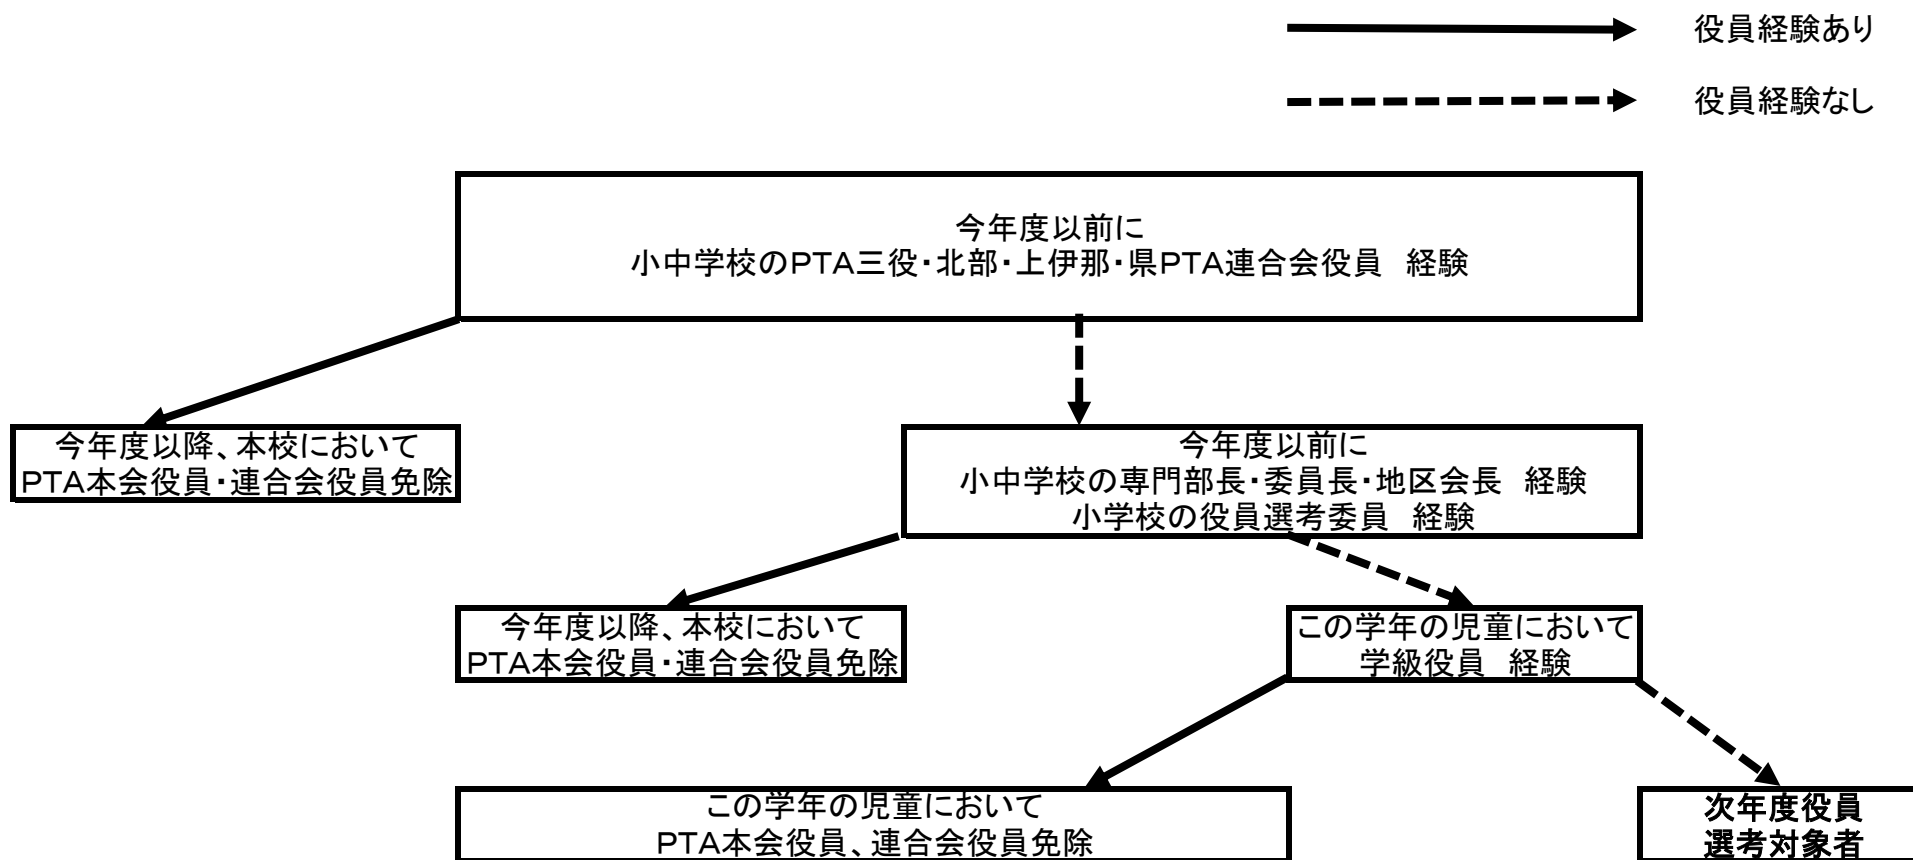 役員経験あり
役員経験なし
今年度以前に
小中学校のPTA三役・北部・上伊那・県PTA連合会役員　経験
今年度以降、本校において
PTA本会役員・連合会役員免除
今年度以前に
小中学校の専門部長・委員長・地区会長　経験
小学校の役員選考委員　経験
今年度以降、本校において
PTA本会役員・連合会役員免除
この学年の児童において
学級役員　経験
この学年の児童において
PTA本会役員、連合会役員免除
次年度役員
選考対象者